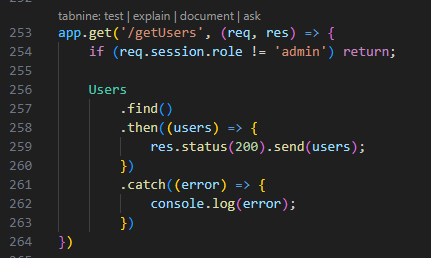 tabnine: test | explain | document | ask
253 app.get('/getUsers', (req, res) => {
254     if (req.session.role != 'admin') return;
255
256     Users
257         .find()
258         .then((users) => {
259             res.status(200).send(users);
260         })
261         .catch((error) => {
262             console.log(error);
263         })
264 })